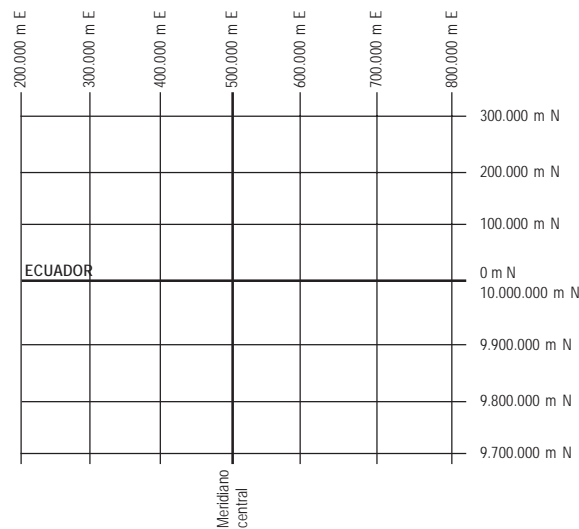 200.000 m E
300.000 m E
400.000 m E
500.000 m E
600.000 m E
700.000 m E
800.000 m E
300.000 m N
200.000 m N
100.000 m N
ECUADOR
0 m N
10.000.000 m N
9.900.000 m N
9.800.000 m N
9.700.000 m N
Meridiano
central